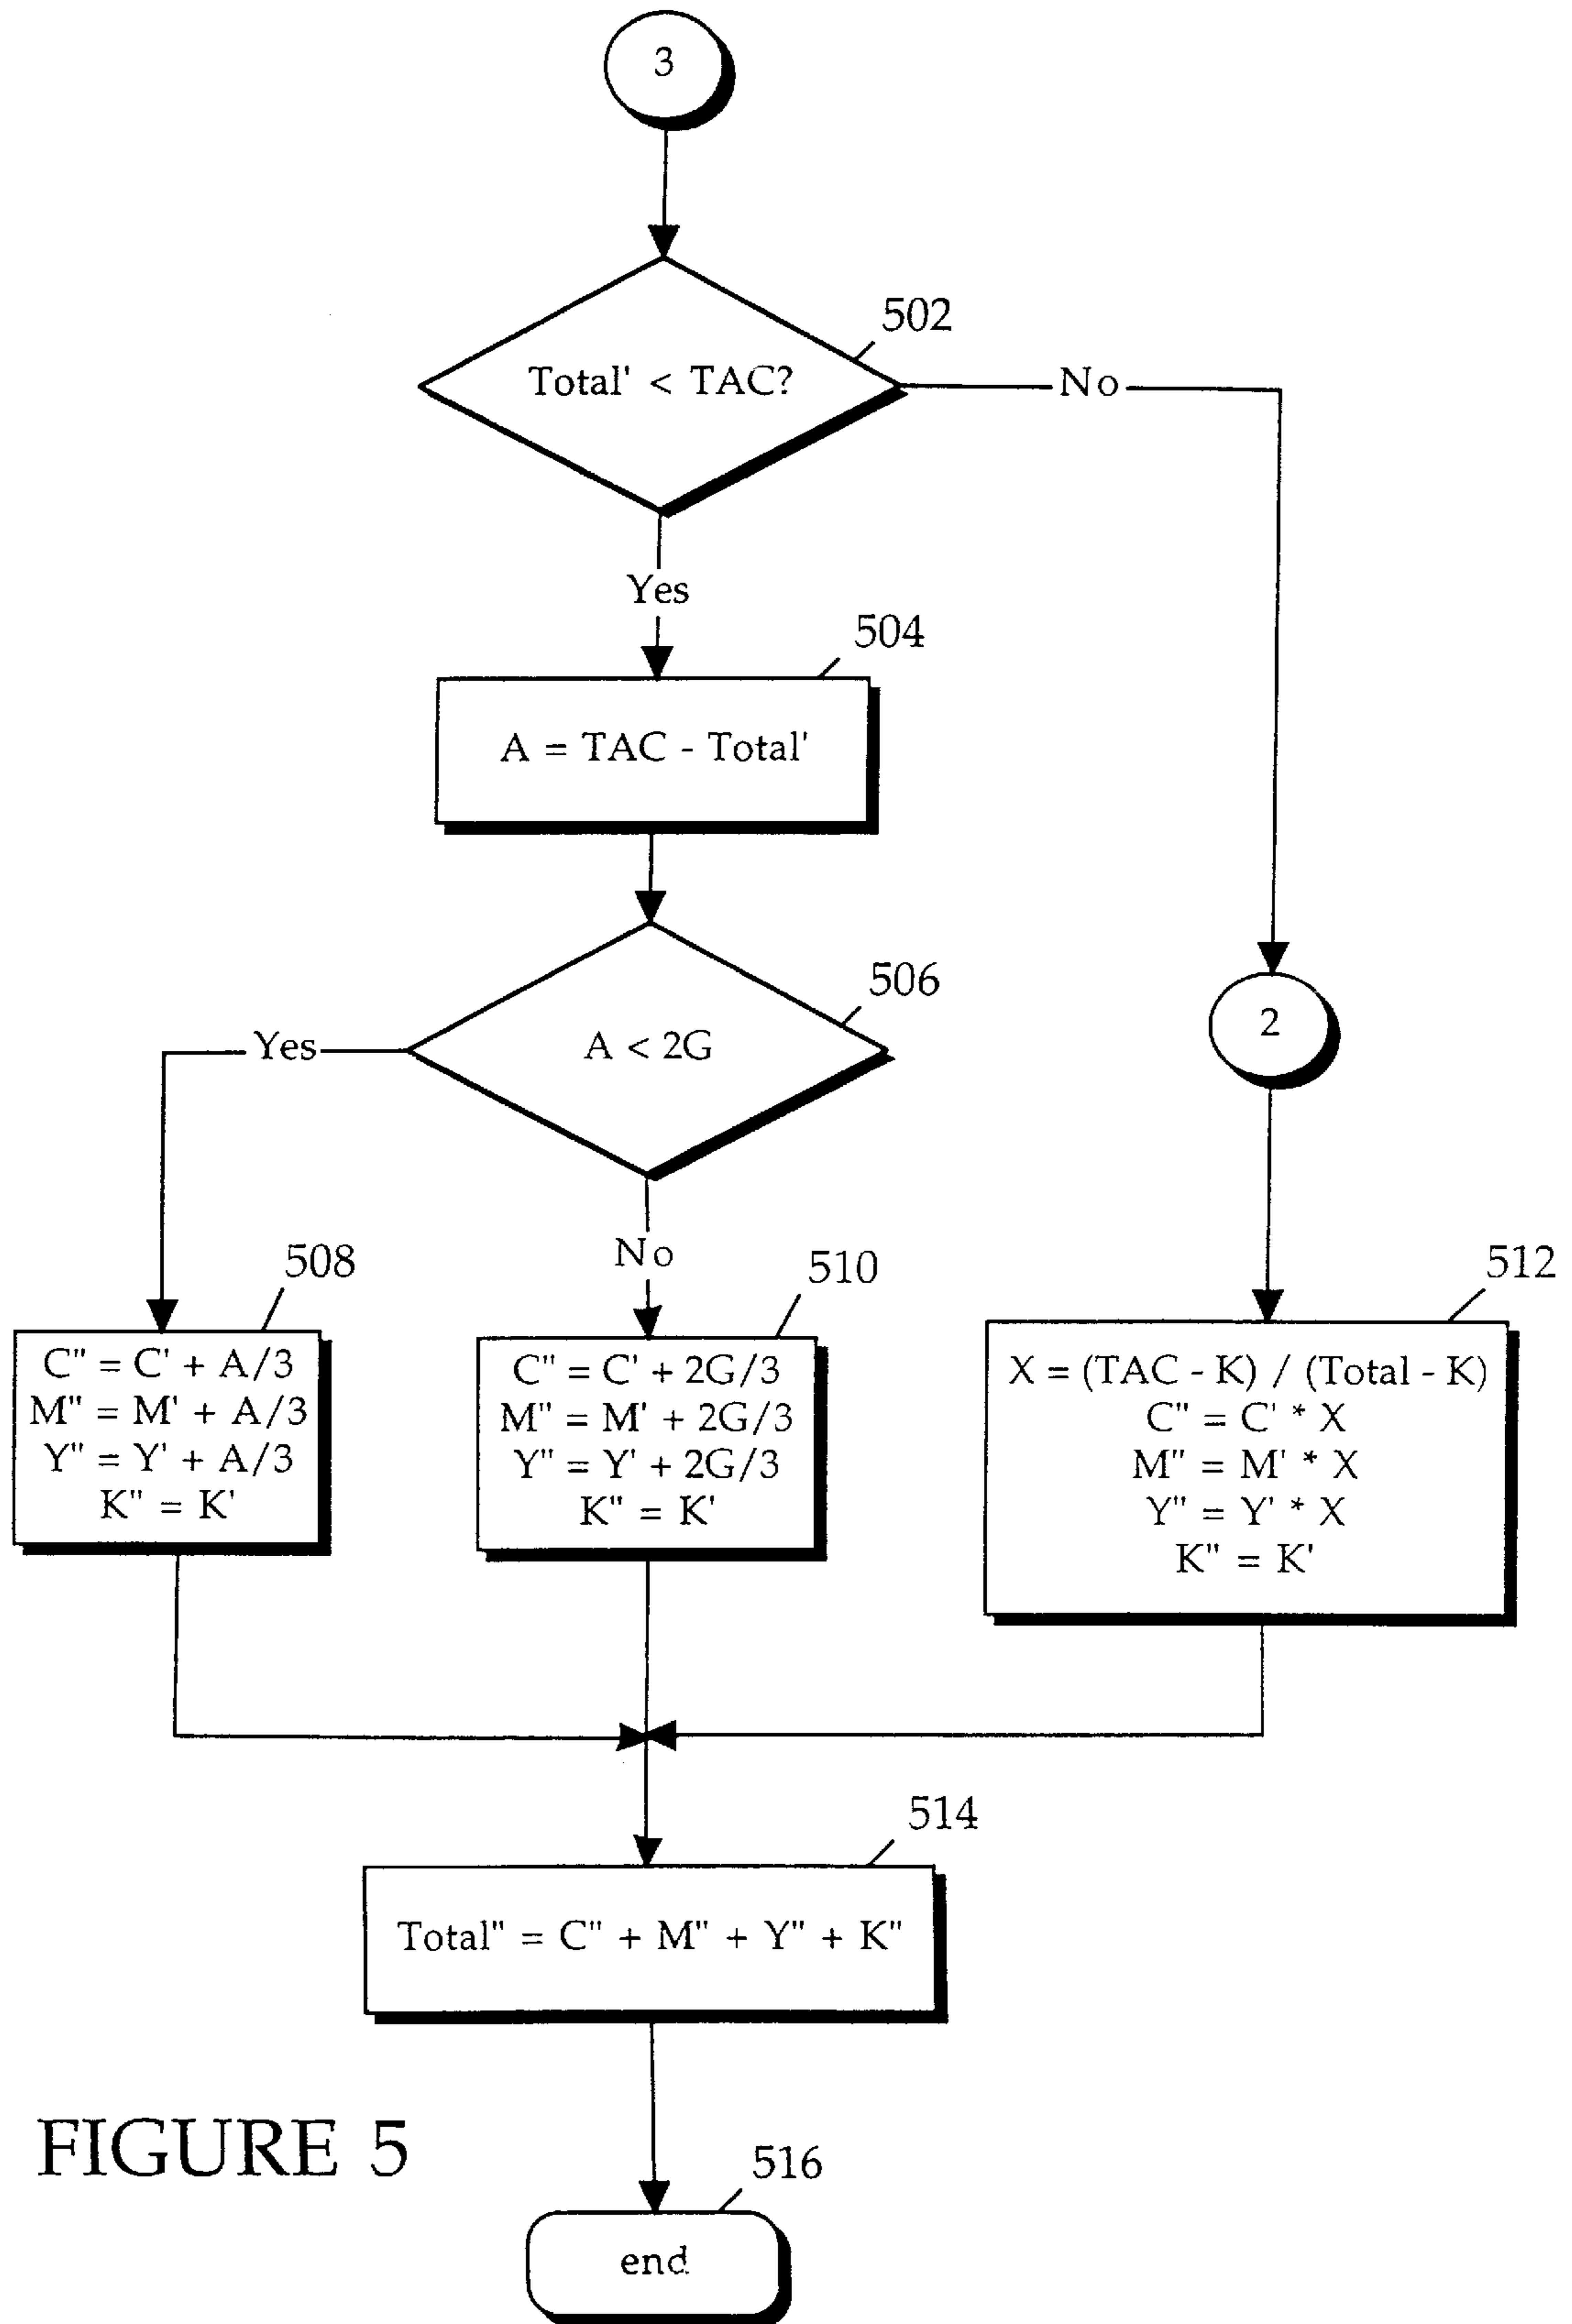 3
502
Total' < TAC?
No
Yes
504
A = TAC - Total'
506
Yes
A < 2G
2
No
508
C" = C' + A/3
M" = M' + A/3
Y" = Y' + A/3
K" = K'
510
C" = C' + 2G/3
M" = M' + 2G/3
Y" = Y' + 2G/3
K" = K'
512
X = (TAC - K) / (Total - K)
C" = C' * X
M" = M' * X
Y" = Y' * X
K" = K'
514
Total" = C" + M" + Y" + K"
FIGURE 5
516
end